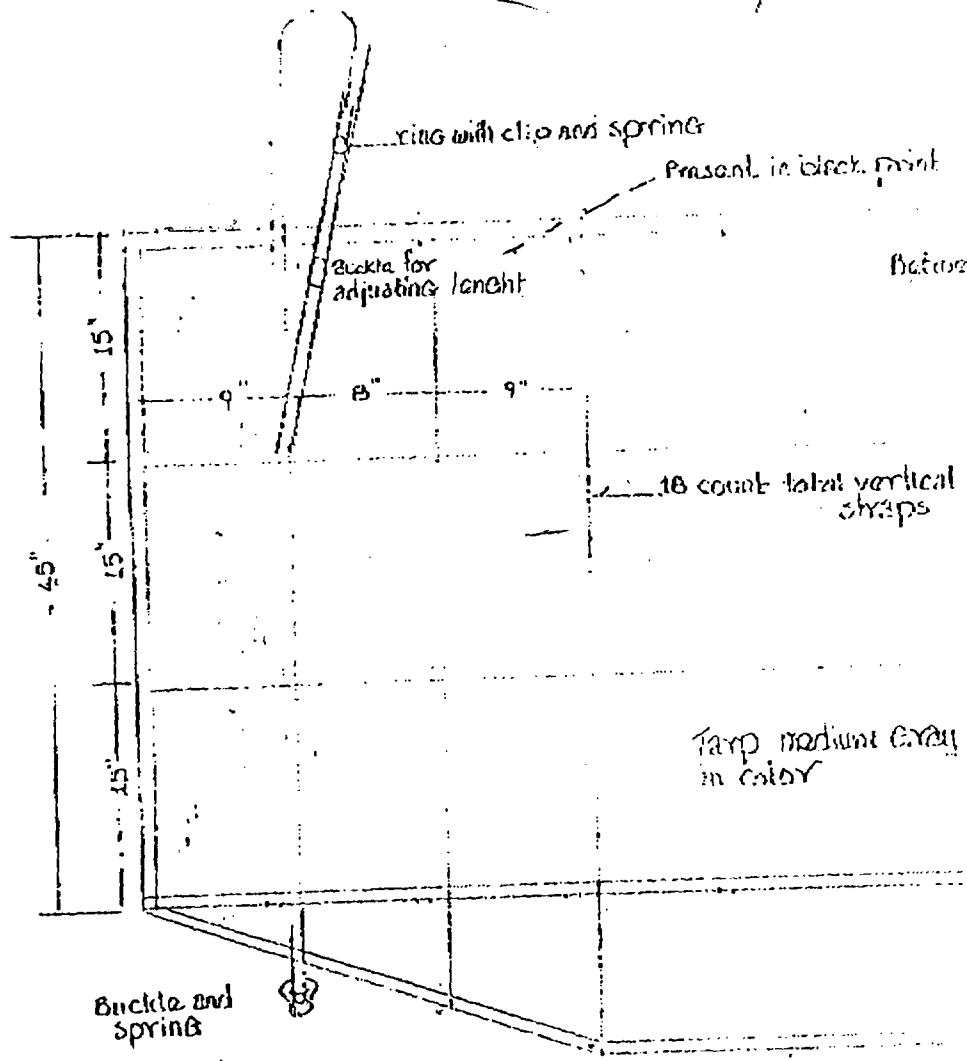 ring with clip and spring
Present in black print
Buckle for
adjusting lenght
15"
9" 8" 9"
18 count total vertical
straps
45"
15"
15"
Tarp medium Gray
in color
Buckle and
spring